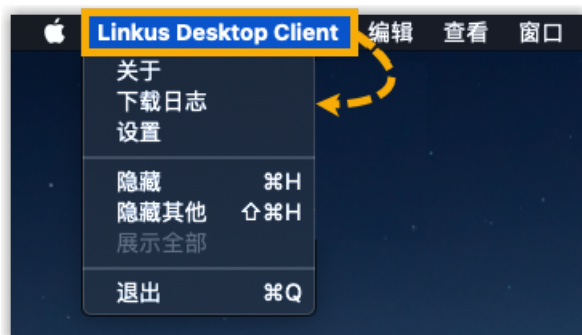 Linkus Desktop Client 编辑 查看 窗口
关于
下载日志
设置
隐藏 ⌘H
隐藏其他 ⇧⌘H
展示全部
退出 ⌘Q